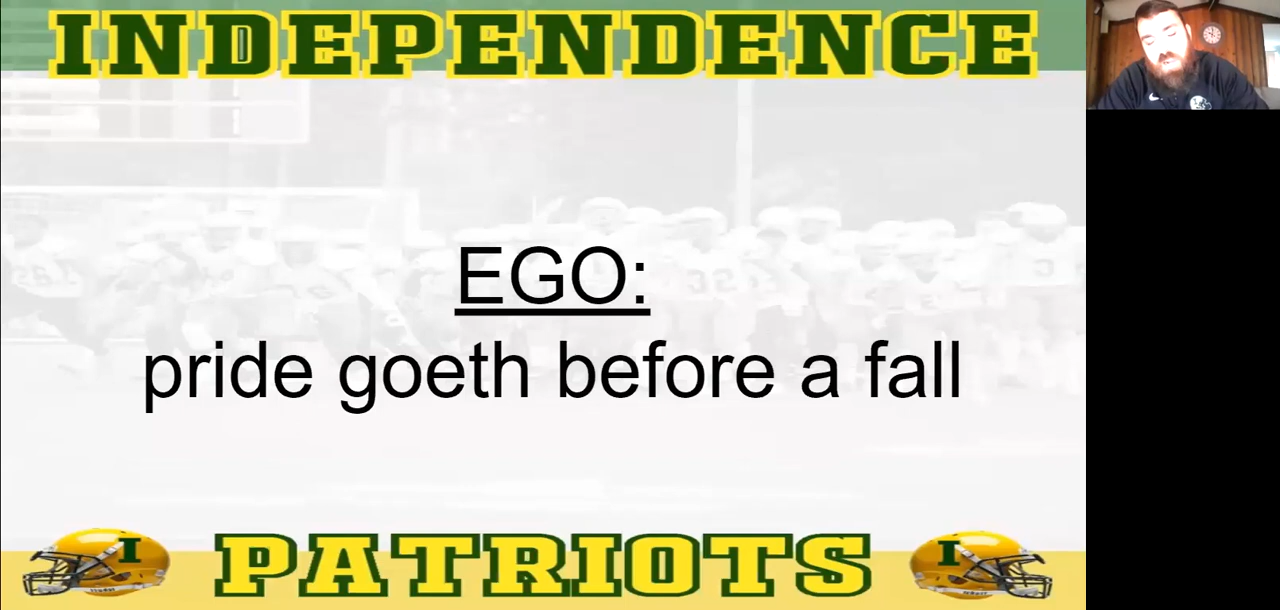 INDEPENDENCE
EGO:
pride goeth before a fall
I
I
PATRIOTS